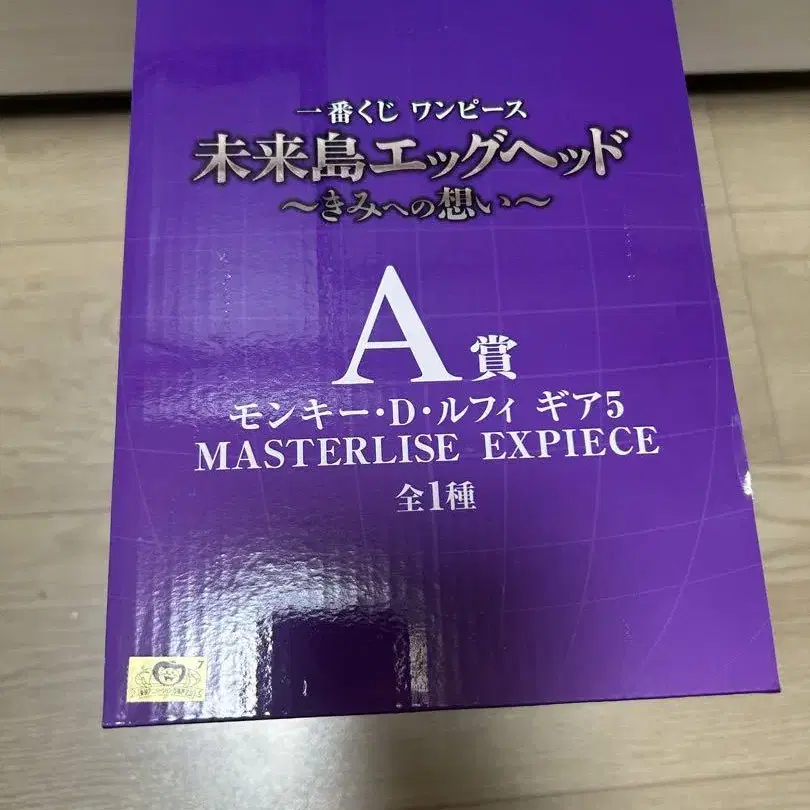 一番くじ ワンピース
未来島エッグヘッド
～きみへの想い～
A賞
モンキー・D・ルフィ ギア5
MASTERLISE EXPIECE
全1種